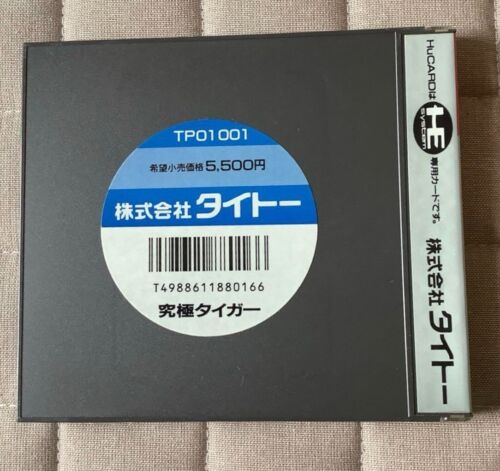 TP01001
希望小売価格5,500円
株式会社タイトー
T4988611880166
究極タイガー
HuCARDは HE system 専用カードです。 株式会社タイトー